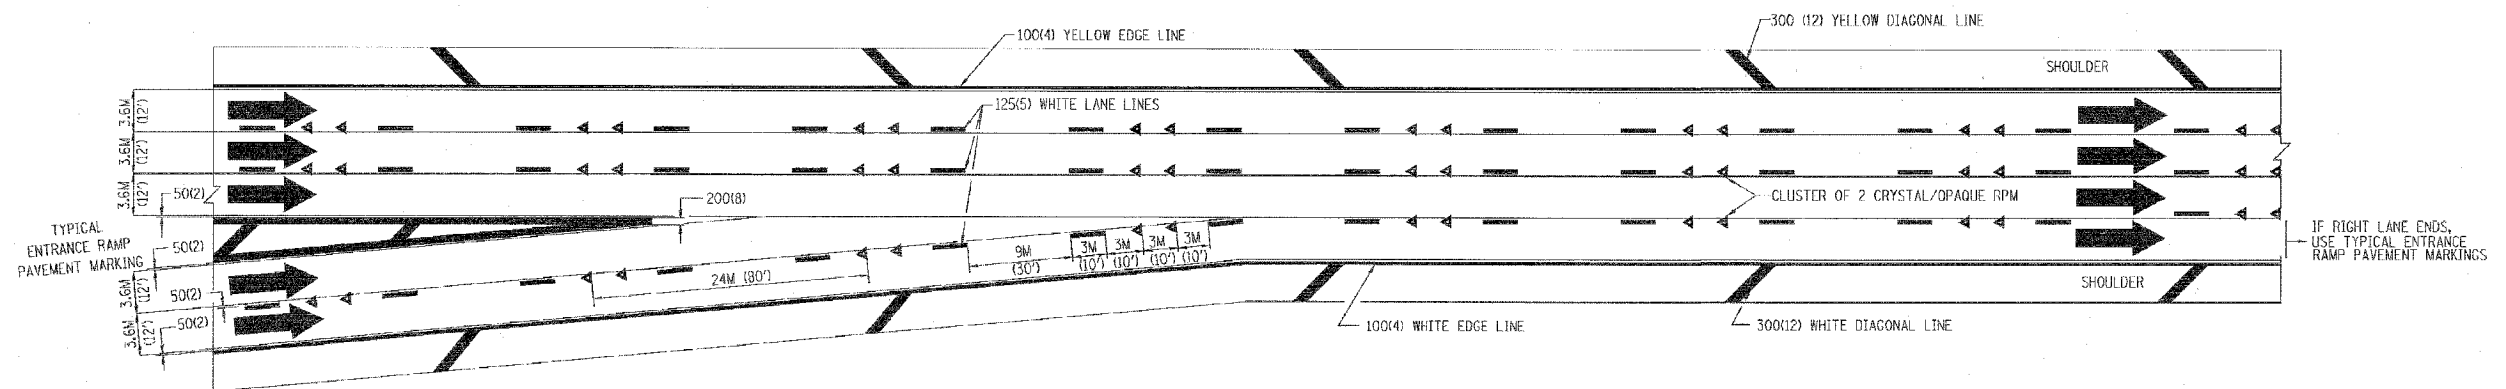 300 (12) YELLOW DIAGONAL LINE
100(4) YELLOW EDGE LINE
SHOULDER
3.6M
(12')
125(5) WHITE LANE LINES
3.6M
(12')
3.6M
(12')
50(2)
200(8)
CLUSTER OF 2 CRYSTAL/OPAQUE RPM
TYPICAL
ENTRANCE RAMP
PAVEMENT MARKING
50(2)
9M
(30')
3M
(10')
3M
(10')
3M
(10')
3M
(10')
IF RIGHT LANE ENDS,
USE TYPICAL ENTRANCE
RAMP PAVEMENT MARKINGS
3.6M
(12')
50(2)
24M (80')
SHOULDER
3.6M
(12')
50(2)
100(4) WHITE EDGE LINE
300(12) WHITE DIAGONAL LINE